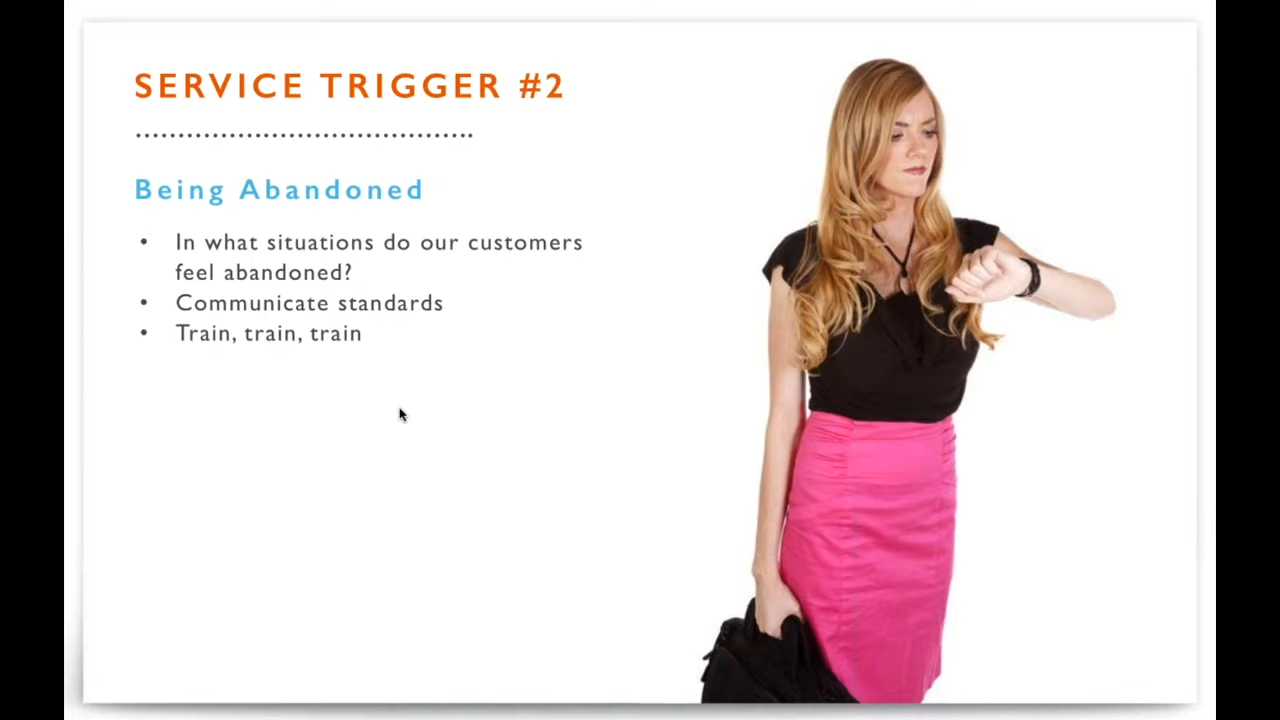 SERVICE TRIGGER #2
Being Abandoned
• In what situations do our customers
feel abandoned?
• Communicate standards
• Train, train, train